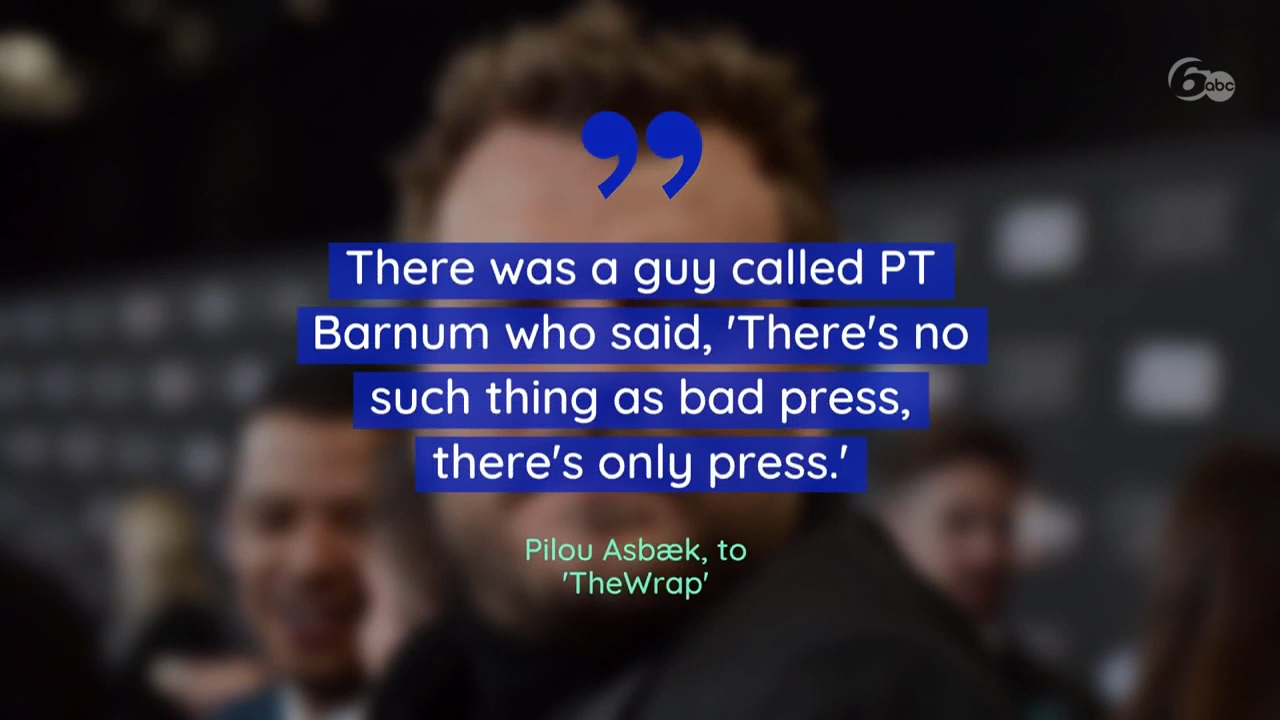 6abc
”
There was a guy called PT
Barnum who said, 'There's no
such thing as bad press,
there's only press.'
Pilou Asbæk, to
'TheWrap'